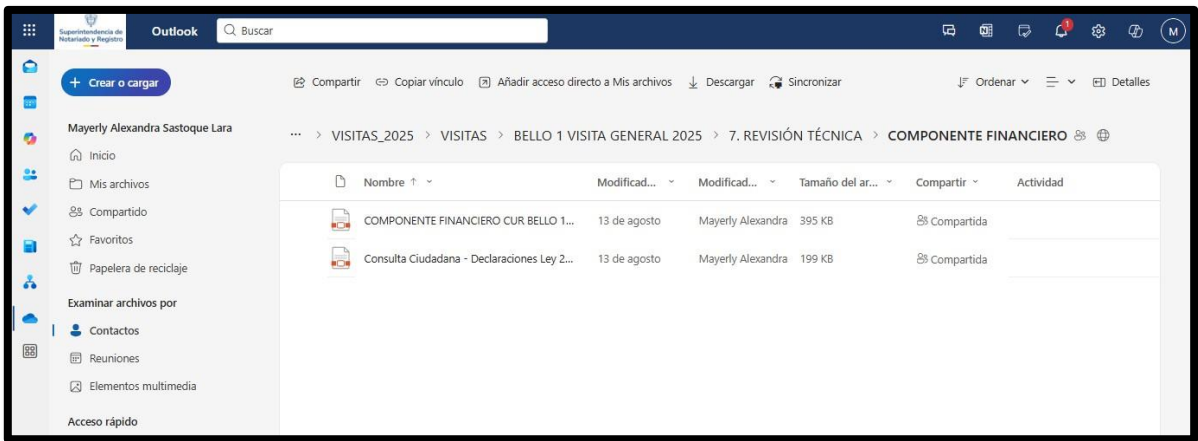 Superintendencia de
Notariado y Registro
Outlook
Buscar
1
M
Crear o cargar
Compartir
Copiar vínculo
Añadir acceso directo a Mis archivos
Descargar
Sincronizar
Ordenar
Detalles
Mayerly Alexandra Sastoque Lara
Inicio
Mis archivos
Compartido
Favoritos
Papelera de reciclaje
Examinar archivos por
Contactos
Reuniones
Elementos multimedia
Acceso rápido
... > VISITAS_2025 > VISITAS > BELLO 1 VISITA GENERAL 2025 > 7. REVISIÓN TÉCNICA > COMPONENTE FINANCIERO
Nombre ↑ Modificad... Modificad... Tamaño del ar... Compartir Actividad
COMPONENTE FINANCIERO CUR BELLO 1... 13 de agosto Mayerly Alexandra 395 KB Compartida
Consulta Ciudadana - Declaraciones Ley 2... 13 de agosto Mayerly Alexandra 199 KB Compartida